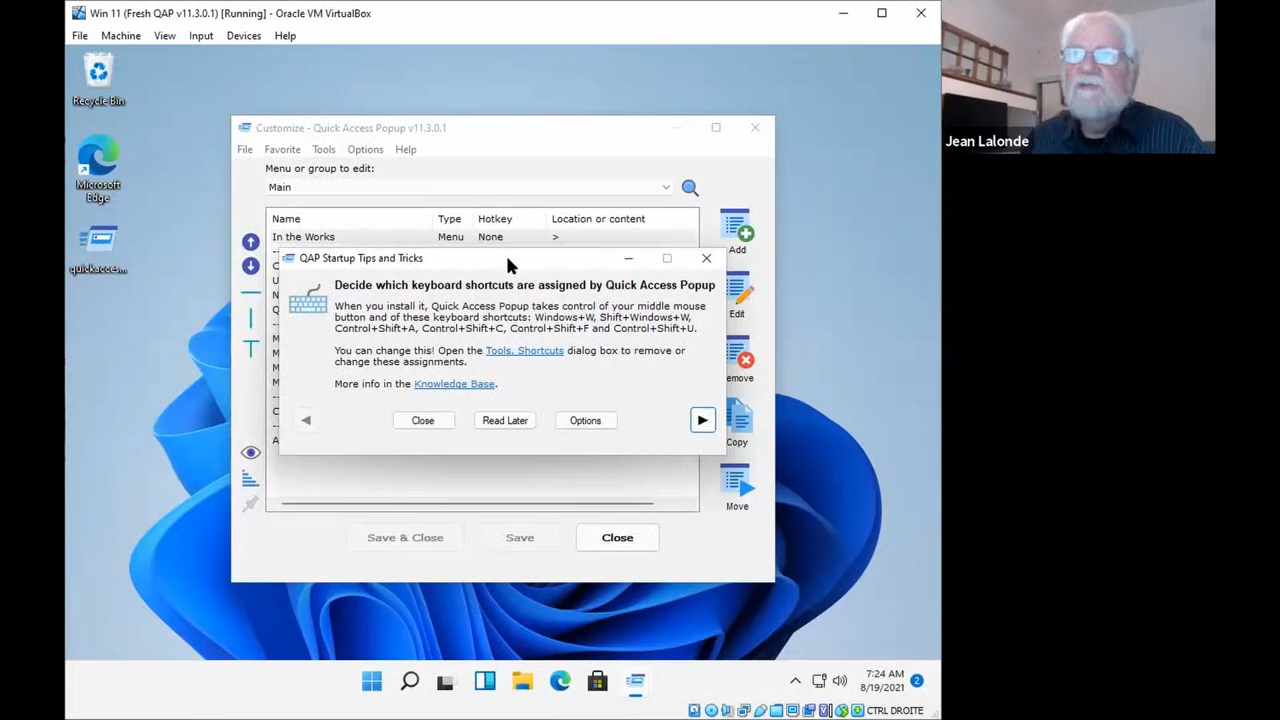 Win 11 (Fresh QAP v11.3.0.1) [Running] - Oracle VM VirtualBox
File Machine View Input Devices Help
Recycle Bin
Microsoft
Edge
quickacces...
Jean Lalonde
Customize - Quick Access Popup v11.3.0.1
File Favorite Tools Options Help
Menu or group to edit:
Main
Name Type Hotkey Location or content
In the Works Menu None >
QAP Startup Tips and Tricks
Decide which keyboard shortcuts are assigned by Quick Access Popup
When you install it, Quick Access Popup takes control of your middle mouse
button and of these keyboard shortcuts: Windows+W, Shift+Windows+W,
Control+Shift+A, Control+Shift+C, Control+Shift+F and Control+Shift+U.
You can change this! Open the Tools, Shortcuts dialog box to remove or
change these assignments.
More info in the Knowledge Base.
Close Read Later Options
Add
Edit
Remove
Copy
Move
Save & Close Save Close
7:24 AM
8/19/2021
2
CTRL DROITE